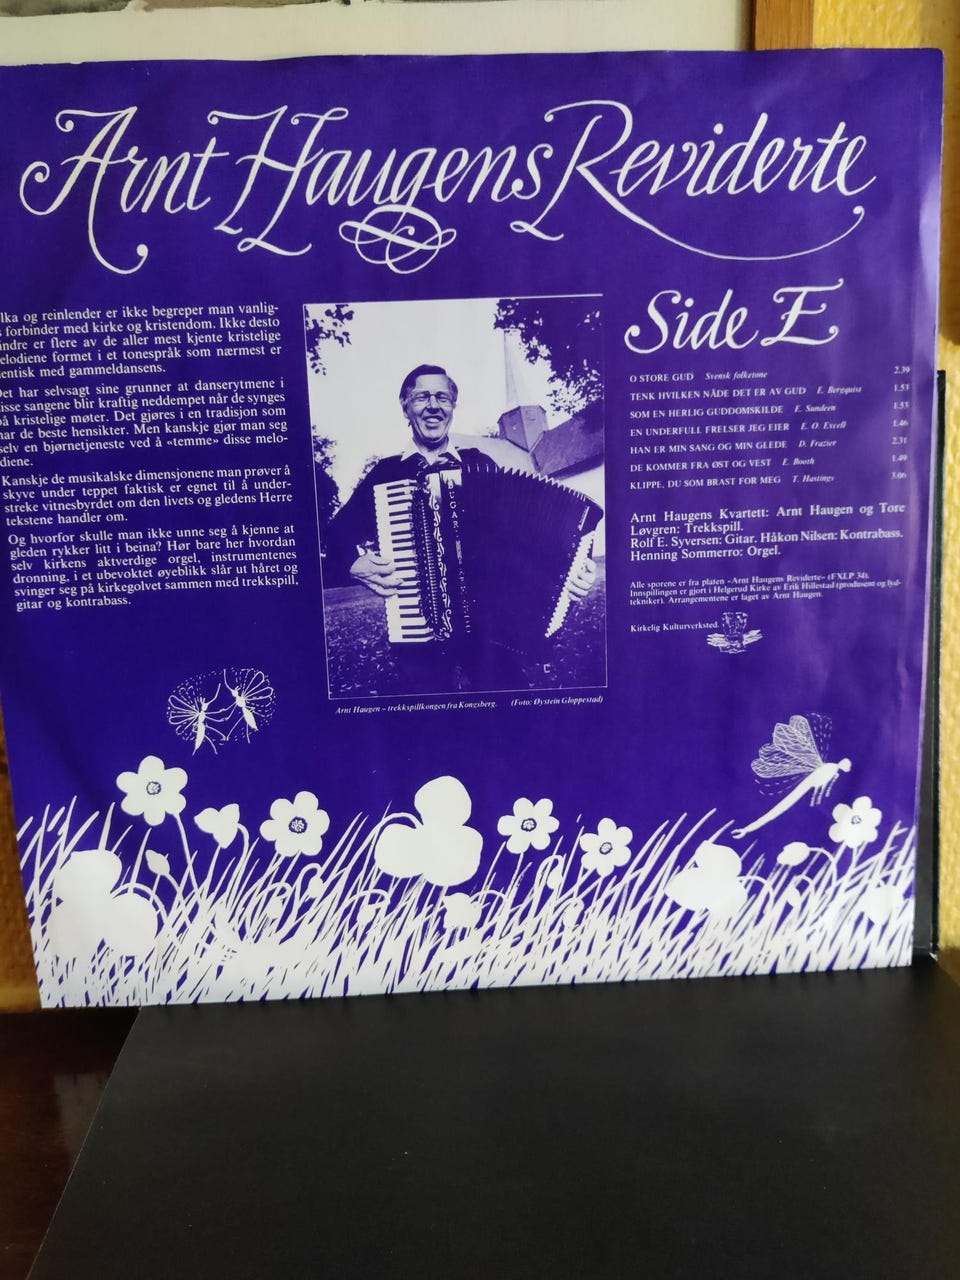 Arnt Haugens Reviderte
lka og reinlender er ikke begreper man vanlig-
s forbinder med kirke og kristendom. Ikke desto
indre er flere av de aller mest kjente kristelige
elodiene formet i et tonespråk som nærmest er
entisk med gammeldansens.
Det har selvsagt sine grunner at danserytmene i
isse sangene blir kraftig neddempet når de synges
på kristelige møter. Det gjøres i en tradisjon som
har de beste hensikter. Men kanskje gjør man seg
selv en bjørnetjeneste ved å «temme» disse melo-
diene.
Kanskje de musikalske dimensjonene man prøver å
skyve under teppet faktisk er egnet til å under-
streke vitnesbyrdet om den livets og gledens Herre
tekstene handler om.
Og hvorfor skulle man ikke unne seg å kjenne at
gleden rykker litt i beina? Hør bare her hvordan
selv kirkens aktverdige orgel, instrumentenes
dronning, i et ubevoktet øyeblikk slår ut håret og
svinger seg på kirkegolvet sammen med trekkspill,
gitar og kontrabass.
BUGARI
Arnt Haugen – trekkspillkongen fra Kongsberg. (Foto: Øystein Gloppestad)
Side E
O STORE GUD Svensk folketone 2.39
TENK HVILKEN NÅDE DET ER AV GUD E. Bergquist 1.53
SOM EN HERLIG GUDDOMSKILDE E. Sundeen 1.53
EN UNDERFULL FRELSER JEG EIER E. O. Excell 1.46
HAN ER MIN SANG OG MIN GLEDE D. Frazier 2.31
DE KOMMER FRA ØST OG VEST E. Booth 1.49
KLIPPE, DU SOM BRAST FOR MEG T. Hastings 3.06
Arnt Haugens Kvartett: Arnt Haugen og Tore
Løvgren: Trekkspill.
Rolf E. Syversen: Gitar. Håkon Nilsen: Kontrabass.
Henning Sommerro: Orgel.
Alle sporene er fra platen «Arnt Haugens Reviderte» (FXLP 34).
Innspillingen er gjort i Helgerud Kirke av Erik Hillestad (produsent og lyd-
tekniker). Arrangementene er laget av Arnt Haugen.
Kirkelig Kulturverksted.